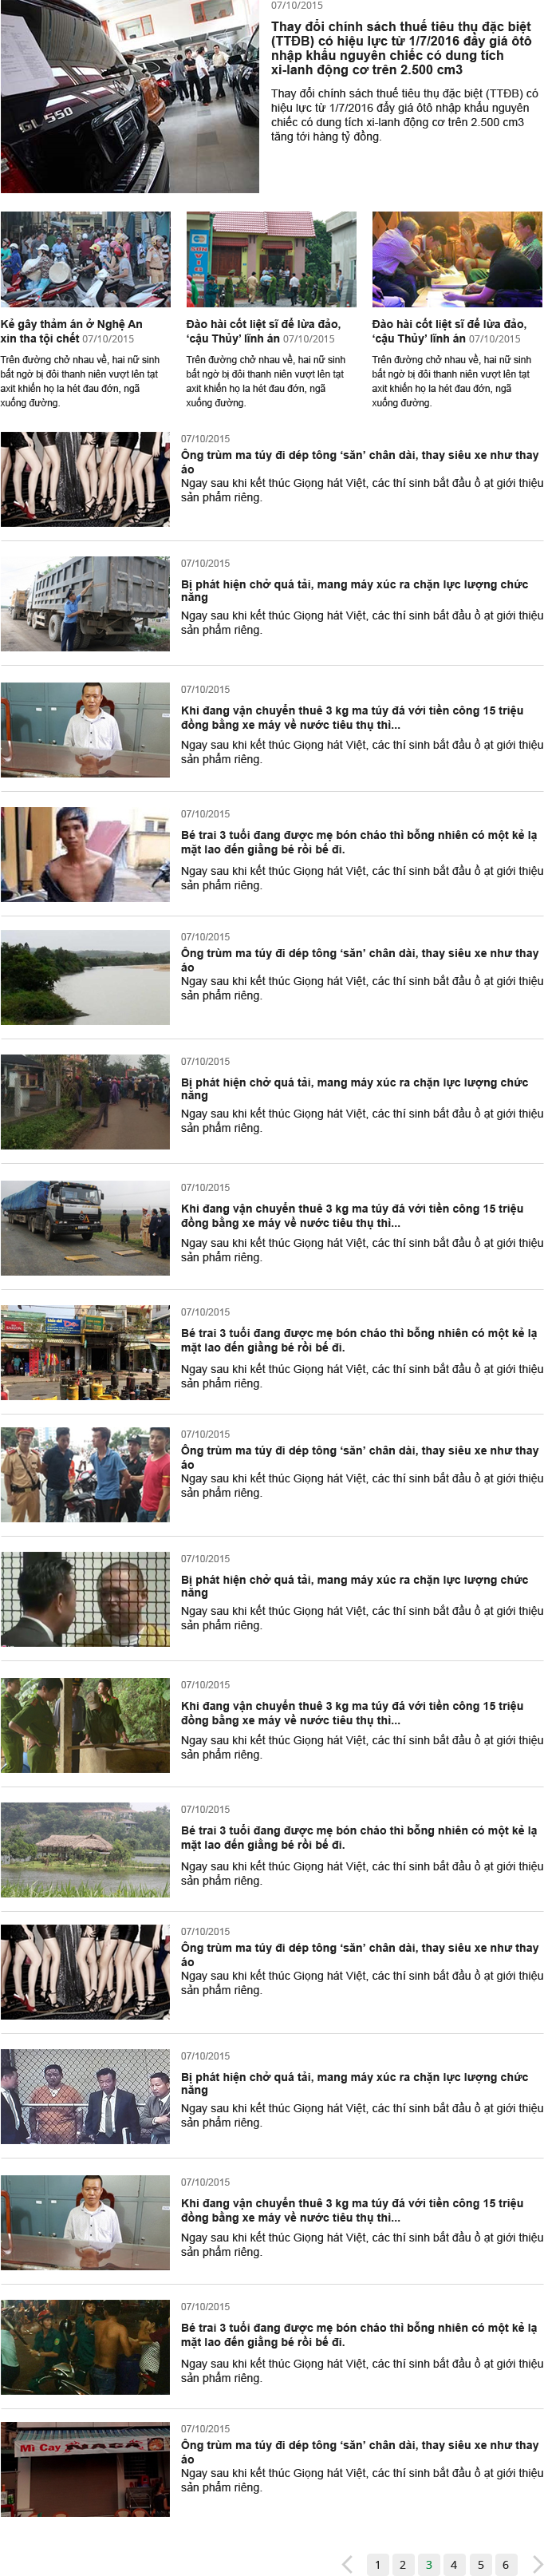 GL 550
07/10/2015
Thay đổi chính sách thuế tiêu thụ đặc biệt
(TTĐB) có hiệu lực từ 1/7/2016 đẩy giá ôtô
nhập khẩu nguyên chiếc có dung tích
xi-lanh động cơ trên 2.500 cm3
Thay đổi chính sách thuế tiêu thụ đặc biệt (TTĐB) có
hiệu lực từ 1/7/2016 đẩy giá ôtô nhập khẩu nguyên
chiếc có dung tích xi-lanh động cơ trên 2.500 cm3
tăng tới hàng tỷ đồng.
Kẻ gây thảm án ở Nghệ An
xin tha tội chết 07/10/2015
Trên đường chở nhau về, hai nữ sinh
bất ngờ bị đôi thanh niên vượt lên tạt
axit khiến họ la hét đau đớn, ngã
xuống đường.
Đào hài cốt liệt sĩ để lừa đảo,
‘cậu Thủy’ lĩnh án 07/10/2015
Trên đường chở nhau về, hai nữ sinh
bất ngờ bị đôi thanh niên vượt lên tạt
axit khiến họ la hét đau đớn, ngã
xuống đường.
Đào hài cốt liệt sĩ để lừa đảo,
‘cậu Thủy’ lĩnh án 07/10/2015
Trên đường chở nhau về, hai nữ sinh
bất ngờ bị đôi thanh niên vượt lên tạt
axit khiến họ la hét đau đớn, ngã
xuống đường.
07/10/2015
Ông trùm ma túy đi dép tông ‘săn’ chân dài, thay siêu xe như thay
áo
Ngay sau khi kết thúc Giọng hát Việt, các thí sinh bắt đầu ồ ạt giới thiệu
sản phẩm riêng.
07/10/2015
Bị phát hiện chở quá tải, mang máy xúc ra chặn lực lượng chức
năng
Ngay sau khi kết thúc Giọng hát Việt, các thí sinh bắt đầu ồ ạt giới thiệu
sản phẩm riêng.
07/10/2015
Khi đang vận chuyển thuê 3 kg ma túy đá với tiền công 15 triệu
đồng bằng xe máy về nước tiêu thụ thì...
Ngay sau khi kết thúc Giọng hát Việt, các thí sinh bắt đầu ồ ạt giới thiệu
sản phẩm riêng.
07/10/2015
Bé trai 3 tuổi đang được mẹ bón cháo thì bỗng nhiên có một kẻ lạ
mặt lao đến giằng bé rồi bế đi.
Ngay sau khi kết thúc Giọng hát Việt, các thí sinh bắt đầu ồ ạt giới thiệu
sản phẩm riêng.
07/10/2015
Ông trùm ma túy đi dép tông ‘săn’ chân dài, thay siêu xe như thay
áo
Ngay sau khi kết thúc Giọng hát Việt, các thí sinh bắt đầu ồ ạt giới thiệu
sản phẩm riêng.
07/10/2015
Bị phát hiện chở quá tải, mang máy xúc ra chặn lực lượng chức
năng
Ngay sau khi kết thúc Giọng hát Việt, các thí sinh bắt đầu ồ ạt giới thiệu
sản phẩm riêng.
07/10/2015
Khi đang vận chuyển thuê 3 kg ma túy đá với tiền công 15 triệu
đồng bằng xe máy về nước tiêu thụ thì...
Ngay sau khi kết thúc Giọng hát Việt, các thí sinh bắt đầu ồ ạt giới thiệu
sản phẩm riêng.
07/10/2015
Bé trai 3 tuổi đang được mẹ bón cháo thì bỗng nhiên có một kẻ lạ
mặt lao đến giằng bé rồi bế đi.
Ngay sau khi kết thúc Giọng hát Việt, các thí sinh bắt đầu ồ ạt giới thiệu
sản phẩm riêng.
07/10/2015
Ông trùm ma túy đi dép tông ‘săn’ chân dài, thay siêu xe như thay
áo
Ngay sau khi kết thúc Giọng hát Việt, các thí sinh bắt đầu ồ ạt giới thiệu
sản phẩm riêng.
07/10/2015
Bị phát hiện chở quá tải, mang máy xúc ra chặn lực lượng chức
năng
Ngay sau khi kết thúc Giọng hát Việt, các thí sinh bắt đầu ồ ạt giới thiệu
sản phẩm riêng.
07/10/2015
Khi đang vận chuyển thuê 3 kg ma túy đá với tiền công 15 triệu
đồng bằng xe máy về nước tiêu thụ thì...
Ngay sau khi kết thúc Giọng hát Việt, các thí sinh bắt đầu ồ ạt giới thiệu
sản phẩm riêng.
07/10/2015
Bé trai 3 tuổi đang được mẹ bón cháo thì bỗng nhiên có một kẻ lạ
mặt lao đến giằng bé rồi bế đi.
Ngay sau khi kết thúc Giọng hát Việt, các thí sinh bắt đầu ồ ạt giới thiệu
sản phẩm riêng.
07/10/2015
Ông trùm ma túy đi dép tông ‘săn’ chân dài, thay siêu xe như thay
áo
Ngay sau khi kết thúc Giọng hát Việt, các thí sinh bắt đầu ồ ạt giới thiệu
sản phẩm riêng.
07/10/2015
Bị phát hiện chở quá tải, mang máy xúc ra chặn lực lượng chức
năng
Ngay sau khi kết thúc Giọng hát Việt, các thí sinh bắt đầu ồ ạt giới thiệu
sản phẩm riêng.
07/10/2015
Khi đang vận chuyển thuê 3 kg ma túy đá với tiền công 15 triệu
đồng bằng xe máy về nước tiêu thụ thì...
Ngay sau khi kết thúc Giọng hát Việt, các thí sinh bắt đầu ồ ạt giới thiệu
sản phẩm riêng.
07/10/2015
Bé trai 3 tuổi đang được mẹ bón cháo thì bỗng nhiên có một kẻ lạ
mặt lao đến giằng bé rồi bế đi.
Ngay sau khi kết thúc Giọng hát Việt, các thí sinh bắt đầu ồ ạt giới thiệu
sản phẩm riêng.
Mì Cay NAGA
07/10/2015
Ông trùm ma túy đi dép tông ‘săn’ chân dài, thay siêu xe như thay
áo
Ngay sau khi kết thúc Giọng hát Việt, các thí sinh bắt đầu ồ ạt giới thiệu
sản phẩm riêng.
1 2 3 4 5 6